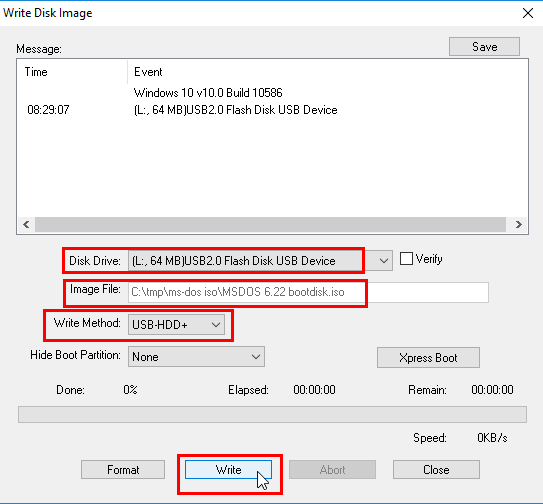 Write Disk Image
Message:
Save
Time Event
Windows 10 v10.0 Build 10586
08:29:07 (L:, 64 MB)USB2.0 Flash Disk USB Device
Disk Drive: (L:, 64 MB)USB2.0 Flash Disk USB Device Verify
Image File: C:\tmp\ms-dos iso\MSDOS 6.22 bootdisk.iso
Write Method: USB-HDD+
Hide Boot Partition: None Xpress Boot
Done: 0% Elapsed: 00:00:00 Remain: 00:00:00
Speed: 0KB/s
Format Write Abort Close